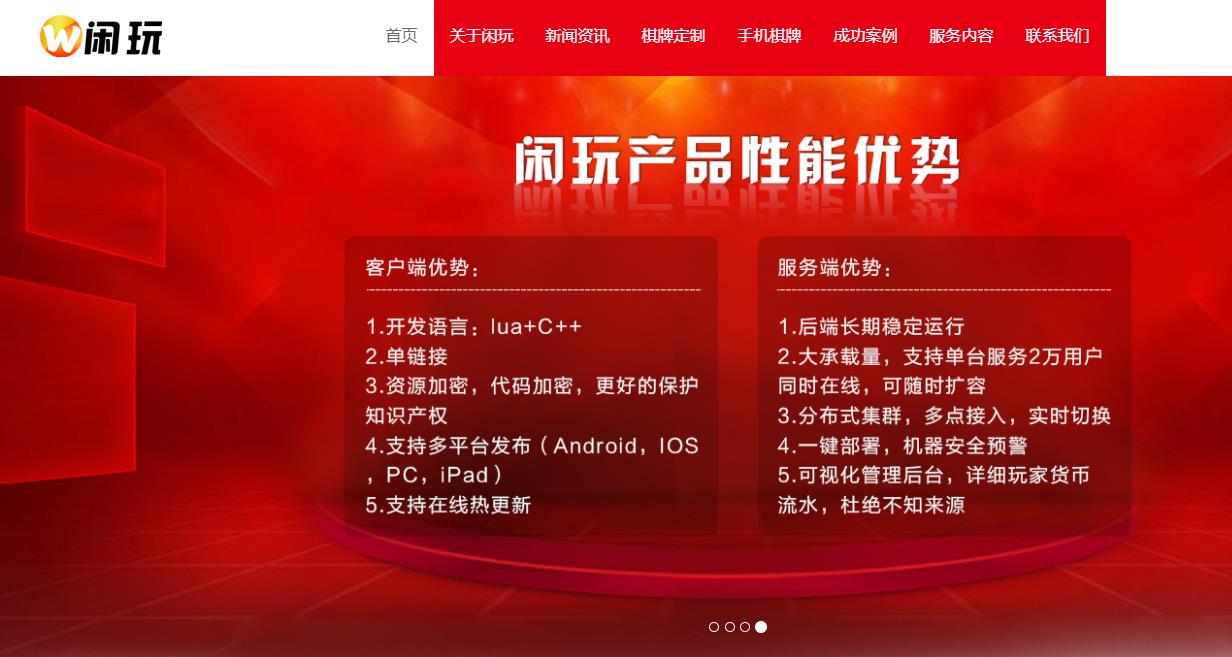 W闲玩
首页 关于闲玩 新闻资讯 棋牌定制 手机棋牌 成功案例 服务内容 联系我们
闲玩产品性能优势
客户端优势：
1.开发语言：lua+C++
2.单链接
3.资源加密，代码加密，更好的保护
知识产权
4.支持多平台发布（Android，IOS
，PC，iPad）
5.支持在线热更新
服务端优势：
1.后端长期稳定运行
2.大承载量，支持单台服务2万用户
同时在线，可随时扩容
3.分布式集群，多点接入，实时切换
4.一键部署，机器安全预警
5.可视化管理后台，详细玩家货币
流水，杜绝不知来源